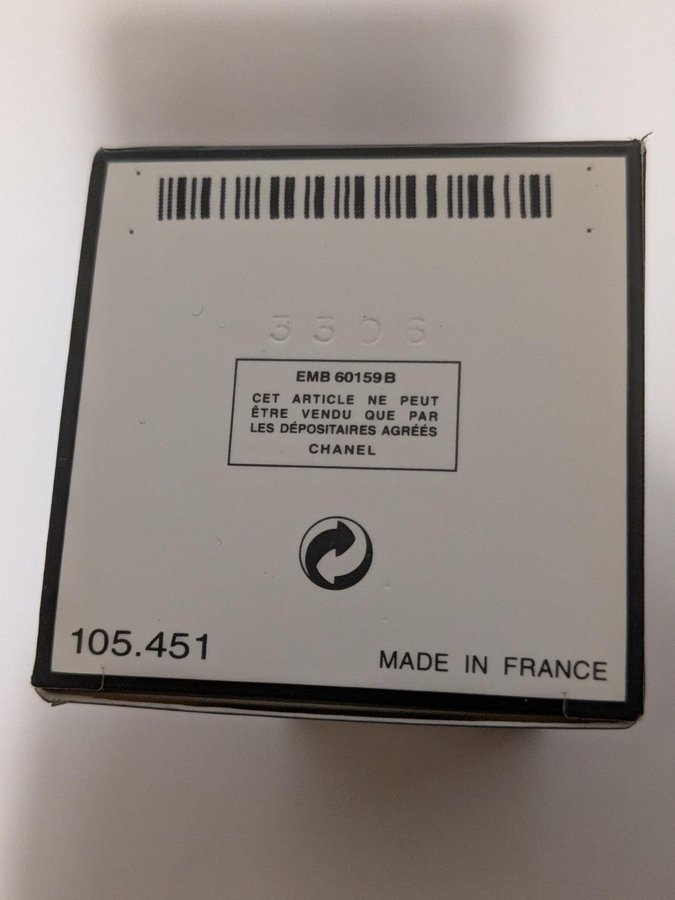 3306
EMB 60159B
CET ARTICLE NE PEUT
ÊTRE VENDU QUE PAR
LES DÉPOSITAIRES AGRÉÉS
CHANEL
105.451
MADE IN FRANCE